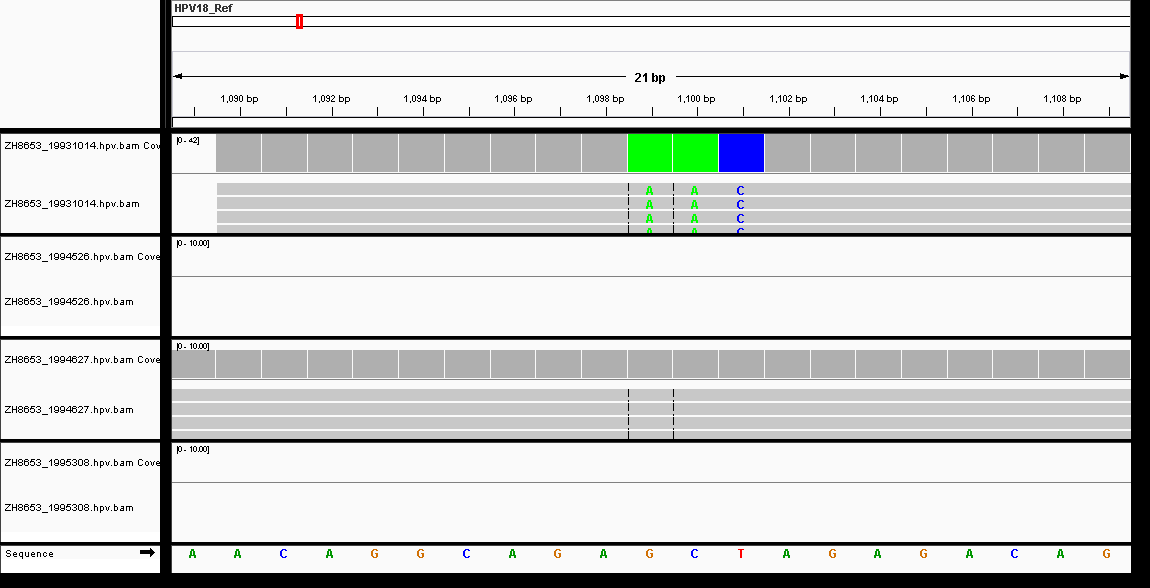 HPV18_Ref
21 bp
1,090 bp 1,092 bp 1,094 bp 1,096 bp 1,098 bp 1,100 bp 1,102 bp 1,104 bp 1,106 bp 1,108 bp
ZH8653_19931014.hpv.bam Cov
[0 - 42]
ZH8653_19931014.hpv.bam
A A C
A A C
A A C
A A C
ZH8653_1994526.hpv.bam Cove
[0 - 10.00]
ZH8653_1994526.hpv.bam
ZH8653_1994627.hpv.bam Cove
[0 - 10.00]
ZH8653_1994627.hpv.bam
ZH8653_1995308.hpv.bam Cove
[0 - 10.00]
ZH8653_1995308.hpv.bam
Sequence A A C A G G C A G A G C T A G A G A C A G